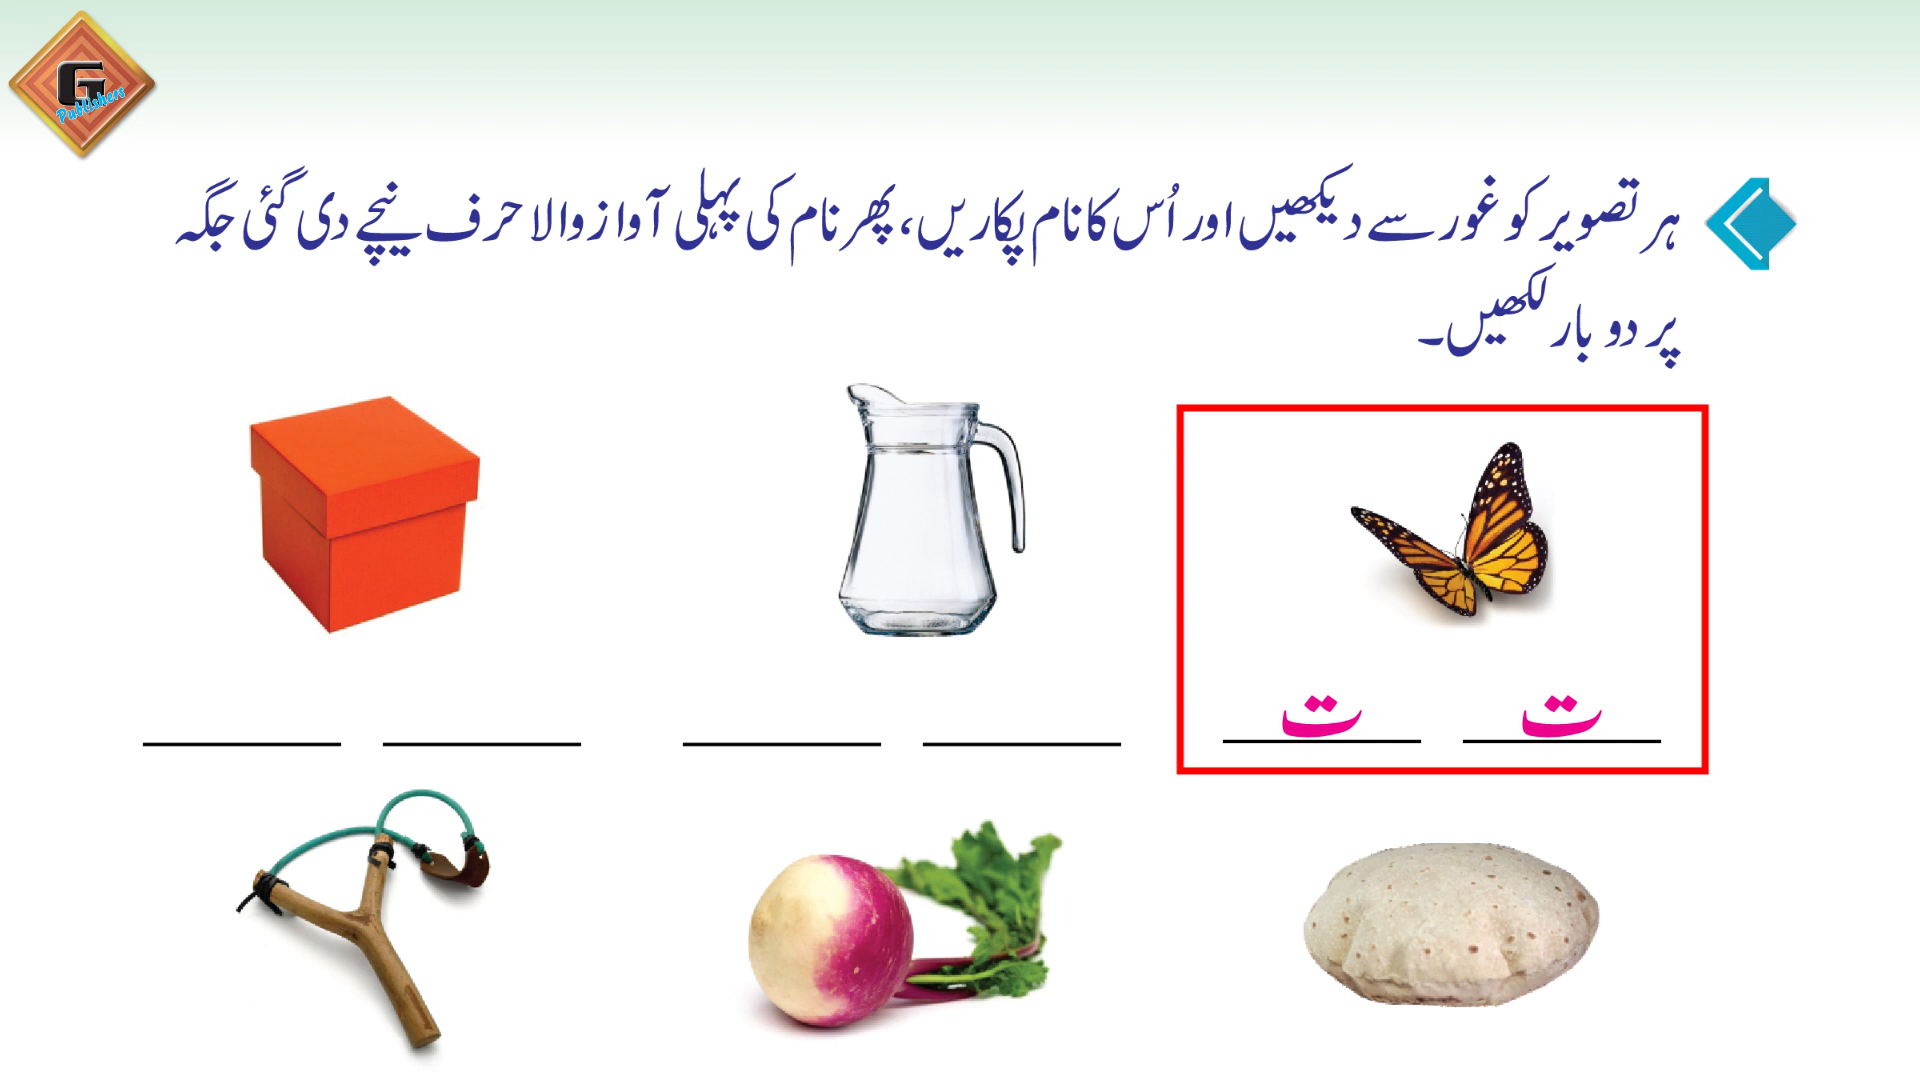 G
Publishers
ہر تصویر کو غور سے دیکھیں اور اُس کا نام پکاریں، پھر نام کی پہلی آواز والا حرف نیچے دی گئی جگہ
پر دو بار لکھیں۔
ت ت